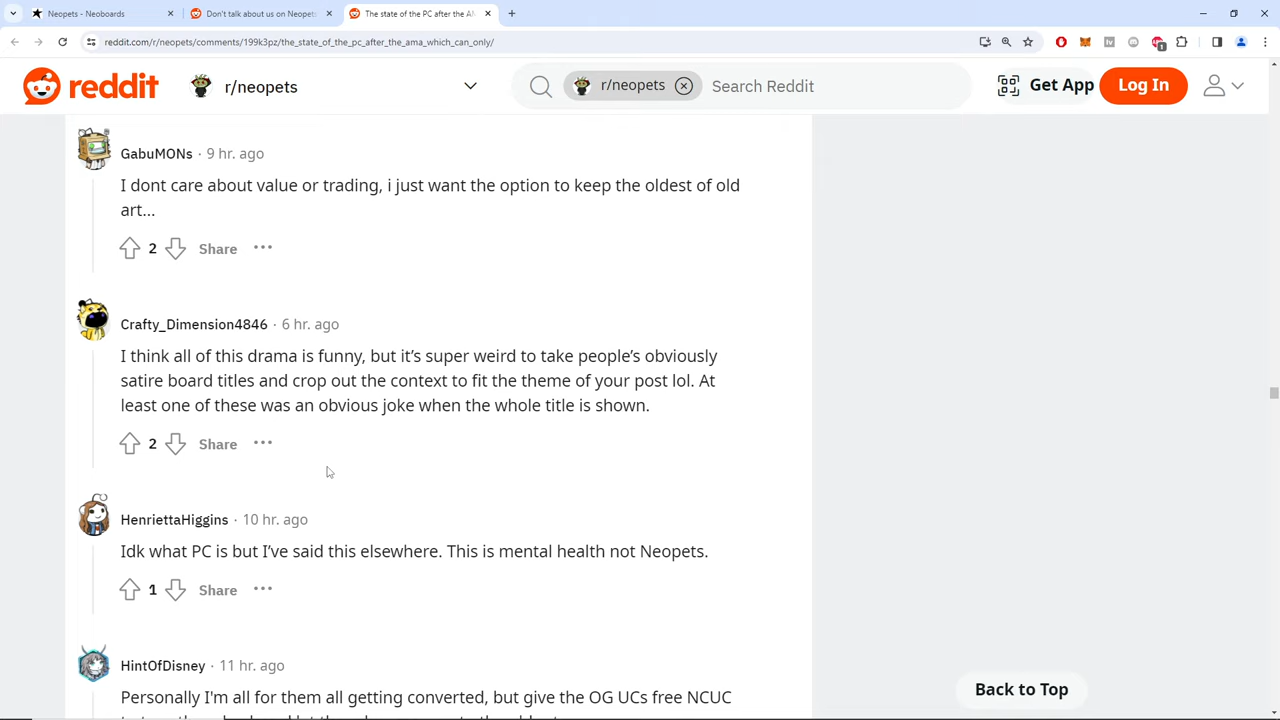 Neopets - Neoboards
Don't talk about us on Neopets
The state of the PC after the AM
reddit.com/r/neopets/comments/199k3pz/the_state_of_the_pc_after_the_ama_which_can_only/
reddit
r/neopets
r/neopets
Search Reddit
Get App
Log In
GabuMONs · 9 hr. ago
I dont care about value or trading, i just want the option to keep the oldest of old
art...
2 Share
Crafty_Dimension4846 · 6 hr. ago
I think all of this drama is funny, but it’s super weird to take people’s obviously
satire board titles and crop out the context to fit the theme of your post lol. At
least one of these was an obvious joke when the whole title is shown.
2 Share
HenriettaHiggins · 10 hr. ago
Idk what PC is but I’ve said this elsewhere. This is mental health not Neopets.
1 Share
HintOfDisney · 11 hr. ago
Personally I'm all for them all getting converted, but give the OG UCs free NCUC
Back to Top